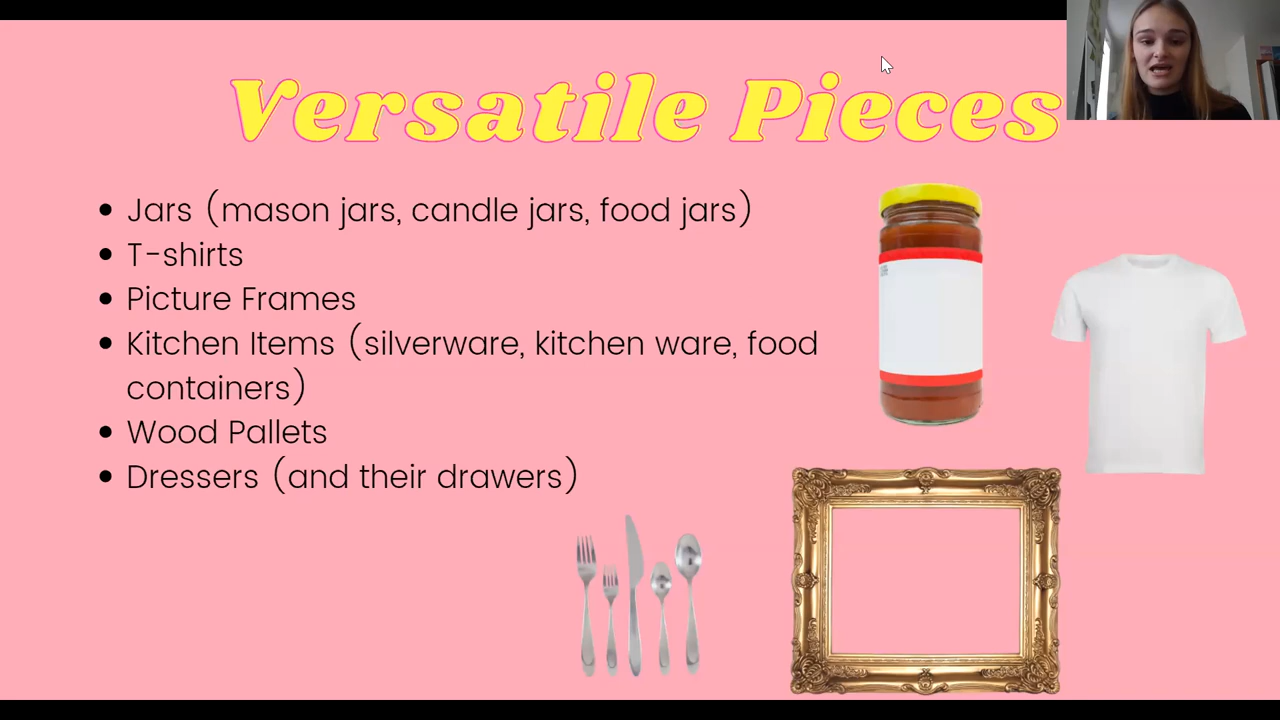 Versatile Pieces
• Jars (mason jars, candle jars, food jars)
• T-shirts
• Picture Frames
• Kitchen Items (silverware, kitchen ware, food
containers)
• Wood Pallets
• Dressers (and their drawers)